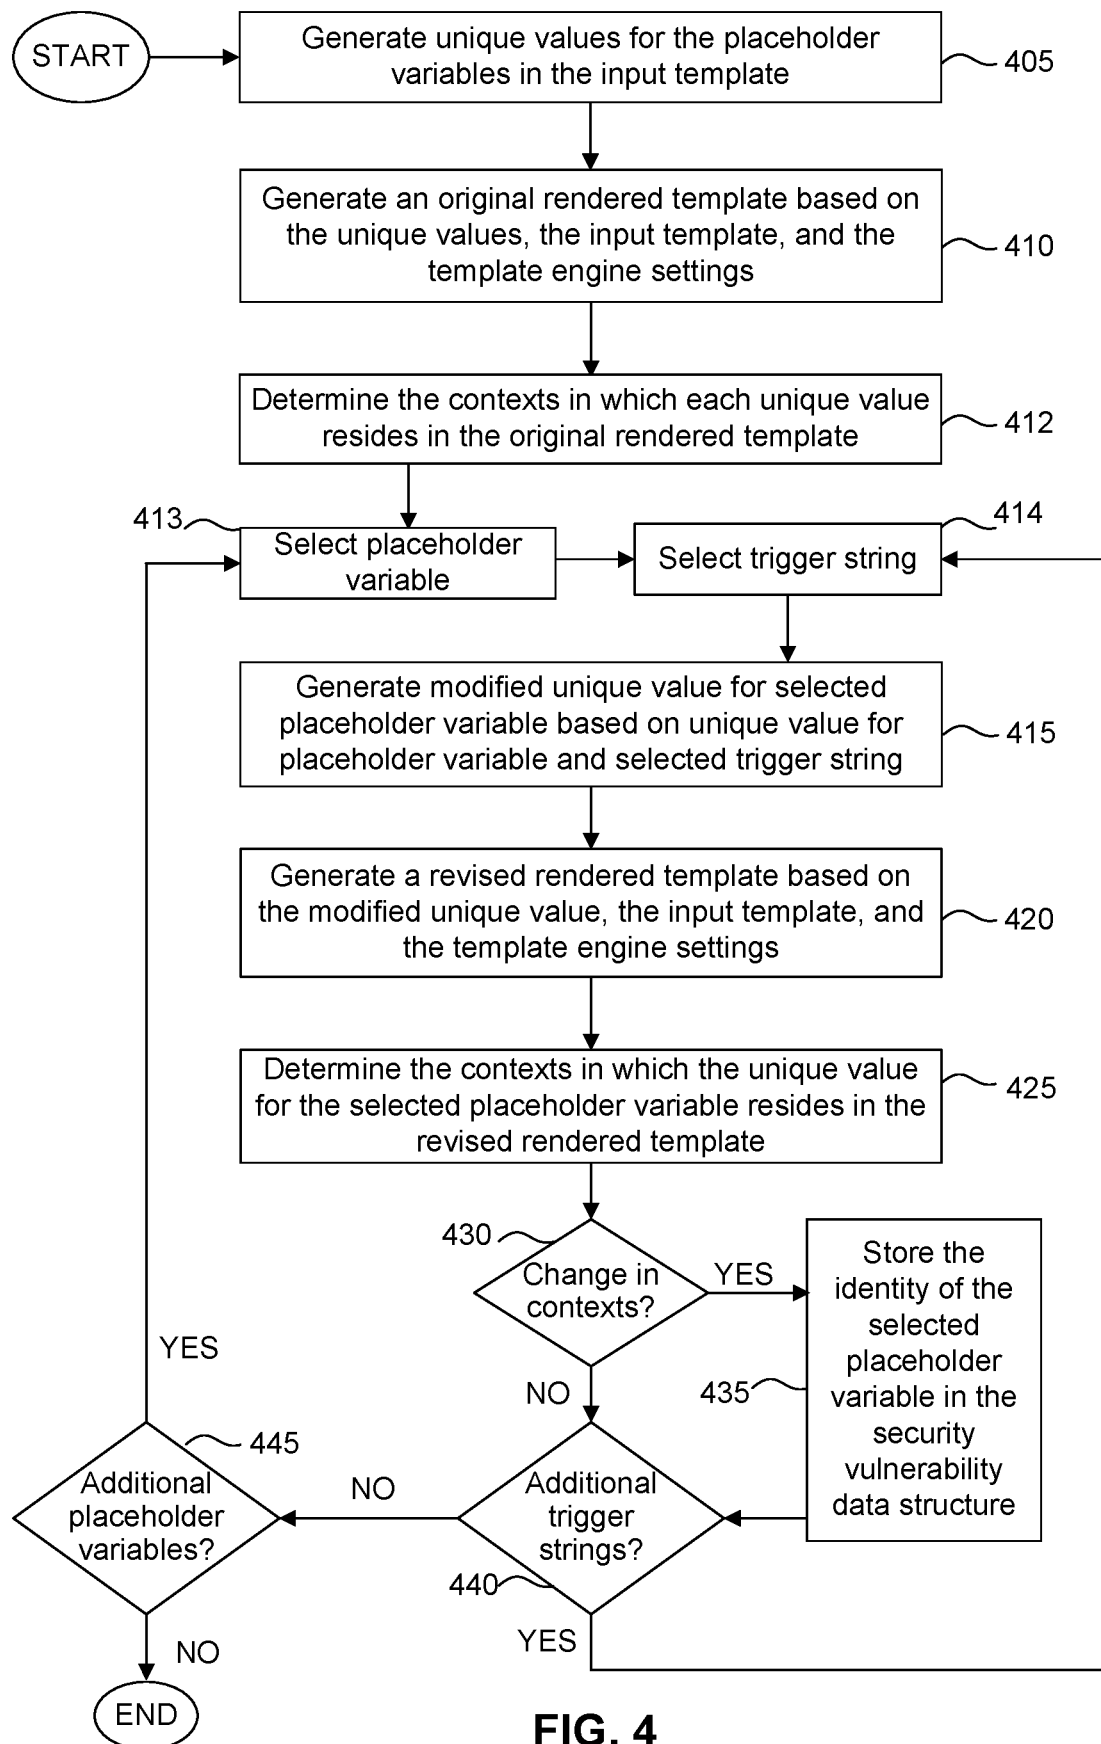 START
Generate unique values for the placeholder
variables in the input template
405
Generate an original rendered template based on
the unique values, the input template, and the
template engine settings
410
Determine the contexts in which each unique value
resides in the original rendered template
412
413
Select placeholder
variable
414
Select trigger string
Generate modified unique value for selected
placeholder variable based on unique value for
placeholder variable and selected trigger string
415
Generate a revised rendered template based on
the modified unique value, the input template, and
the template engine settings
420
Determine the contexts in which the unique value
for the selected placeholder variable resides in the
revised rendered template
425
430
Change in
contexts?
YES
NO
Store the
identity of the
selected
placeholder
variable in the
security
vulnerability
data structure
435
Additional
trigger
strings?
440
YES
NO
445
Additional
placeholder
variables?
YES
NO
END
FIG. 4